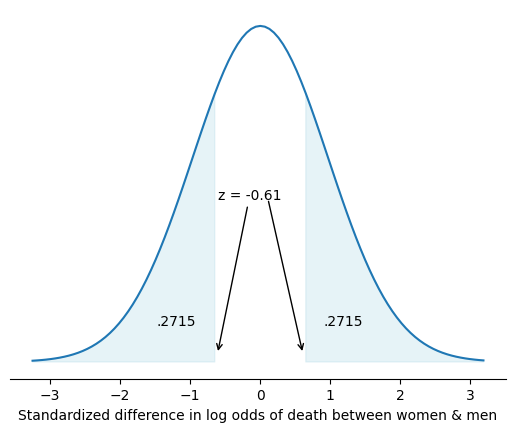 z = -0.61
.2715 .2715
−3 −2 −1 0 1 2 3
Standardized difference in log odds of death between women & men